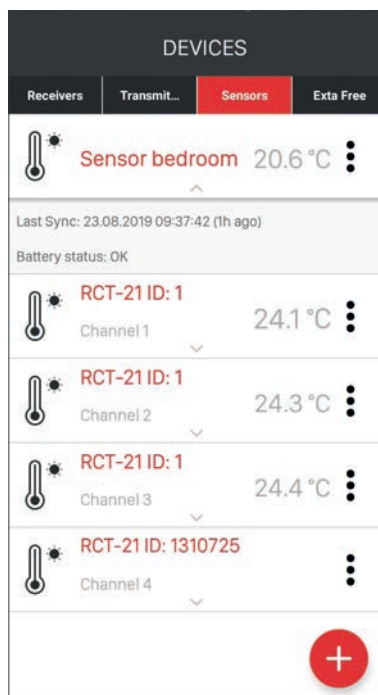 DEVICES
Receivers Transmit... Sensors Exta Free
Sensor bedroom 20.6 °C
Last Sync: 23.08.2019 09:37:42 (1h ago)
Battery status: OK
RCT-21 ID: 1
Channel 1 24.1 °C
RCT-21 ID: 1
Channel 2 24.3 °C
RCT-21 ID: 1
Channel 3 24.4 °C
RCT-21 ID: 1310725
Channel 4
+